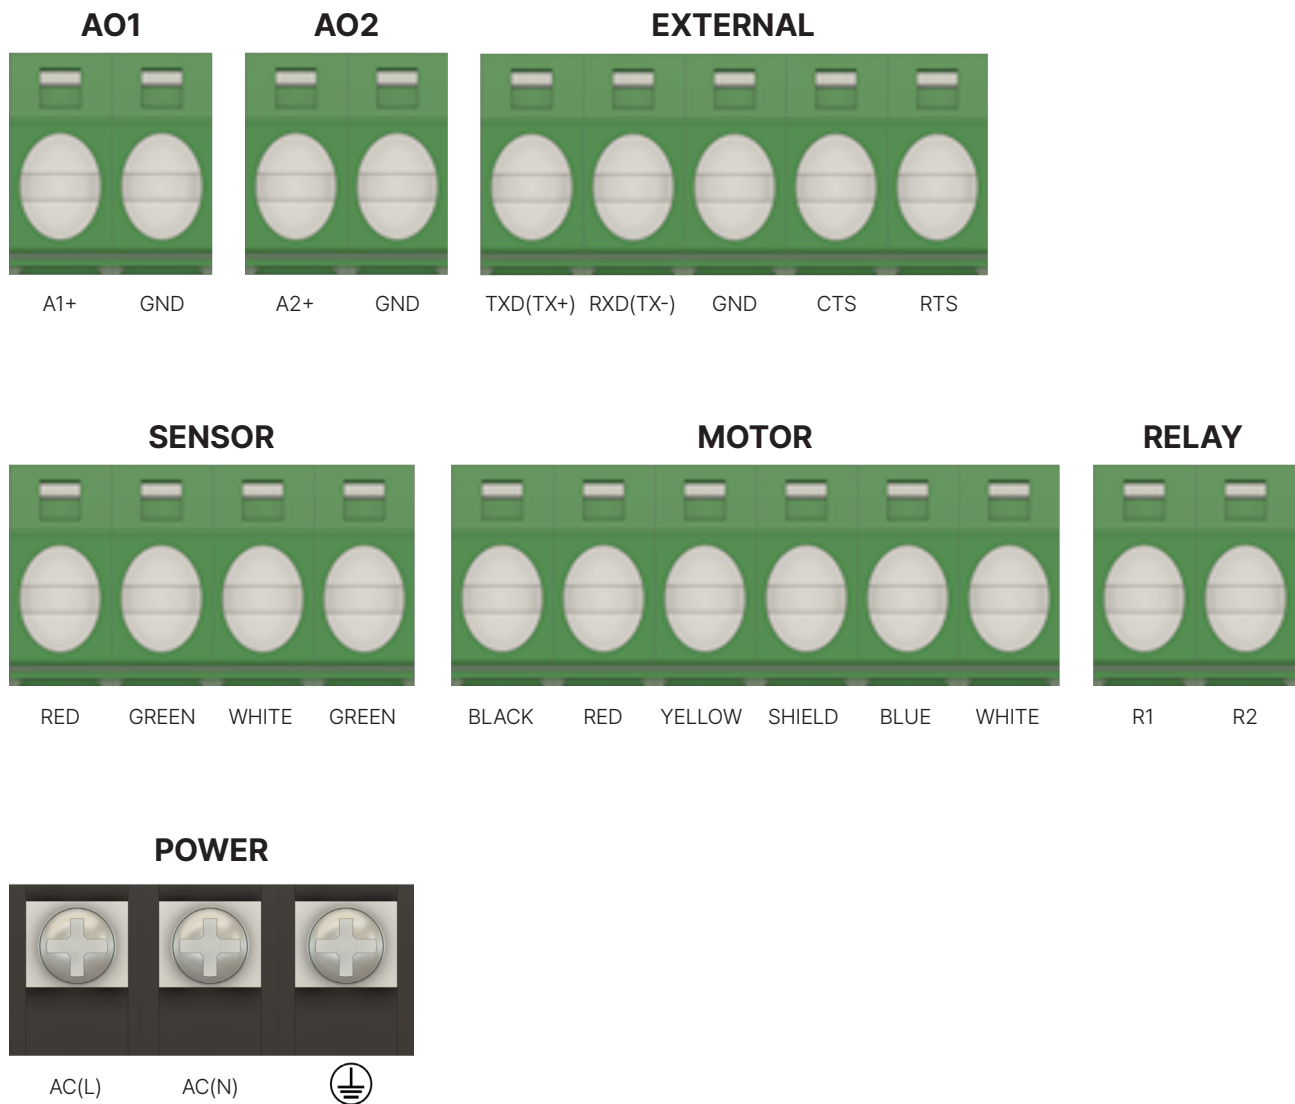 AO1 AO2 EXTERNAL
A1+ GND A2+ GND TXD(TX+) RXD(TX-) GND CTS RTS
SENSOR MOTOR RELAY
RED GREEN WHITE GREEN BLACK RED YELLOW SHIELD BLUE WHITE R1 R2
POWER
AC(L) AC(N)